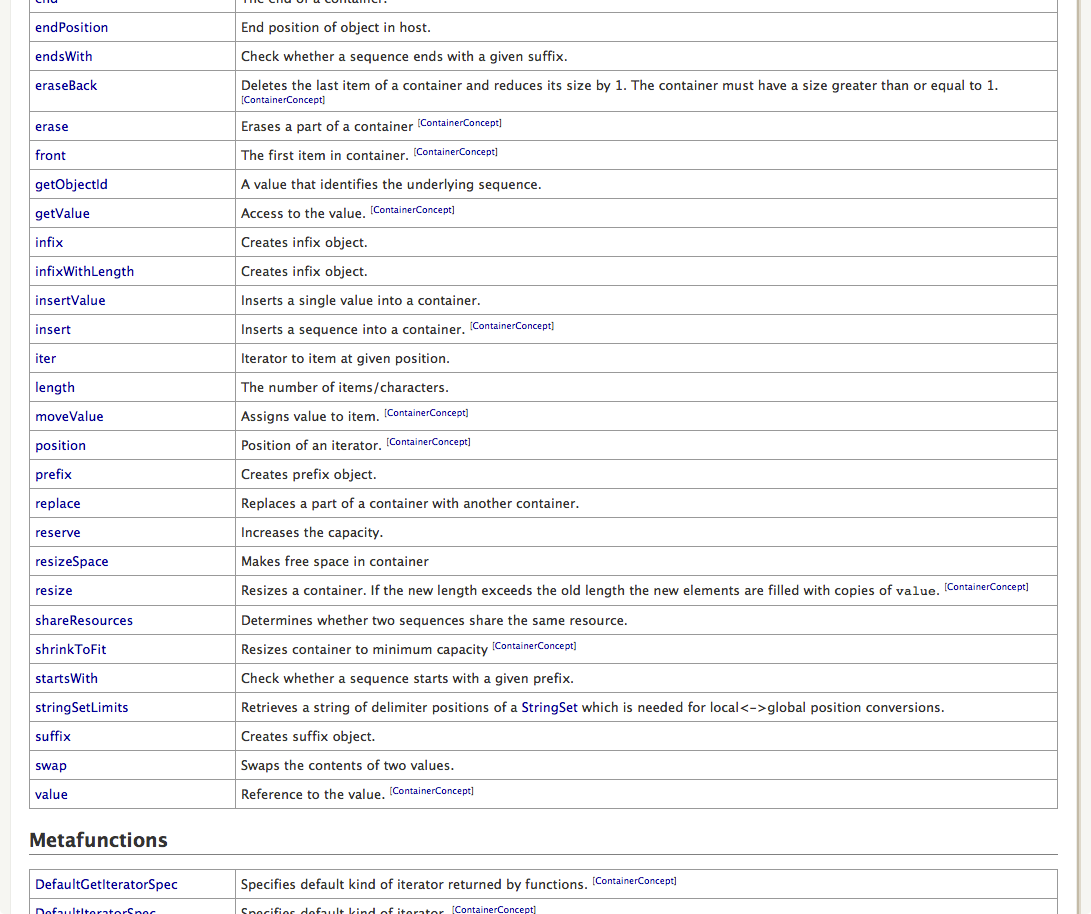 end The end of a container.
endPosition End position of object in host.
endsWith Check whether a sequence ends with a given suffix.
eraseBack Deletes the last item of a container and reduces its size by 1. The container must have a size greater than or equal to 1.
[ContainerConcept]
erase Erases a part of a container [ContainerConcept]
front The first item in container. [ContainerConcept]
getObjectId A value that identifies the underlying sequence.
getValue Access to the value. [ContainerConcept]
infix Creates infix object.
infixWithLength Creates infix object.
insertValue Inserts a single value into a container.
insert Inserts a sequence into a container. [ContainerConcept]
iter Iterator to item at given position.
length The number of items/characters.
moveValue Assigns value to item. [ContainerConcept]
position Position of an iterator. [ContainerConcept]
prefix Creates prefix object.
replace Replaces a part of a container with another container.
reserve Increases the capacity.
resizeSpace Makes free space in container
resize Resizes a container. If the new length exceeds the old length the new elements are filled with copies of value. [ContainerConcept]
shareResources Determines whether two sequences share the same resource.
shrinkToFit Resizes container to minimum capacity [ContainerConcept]
startsWith Check whether a sequence starts with a given prefix.
stringSetLimits Retrieves a string of delimiter positions of a StringSet which is needed for local<->global position conversions.
suffix Creates suffix object.
swap Swaps the contents of two values.
value Reference to the value. [ContainerConcept]
Metafunctions
DefaultGetIteratorSpec Specifies default kind of iterator returned by functions. [ContainerConcept]
DefaultIteratorSpec Specifies default kind of iterator. [ContainerConcept]